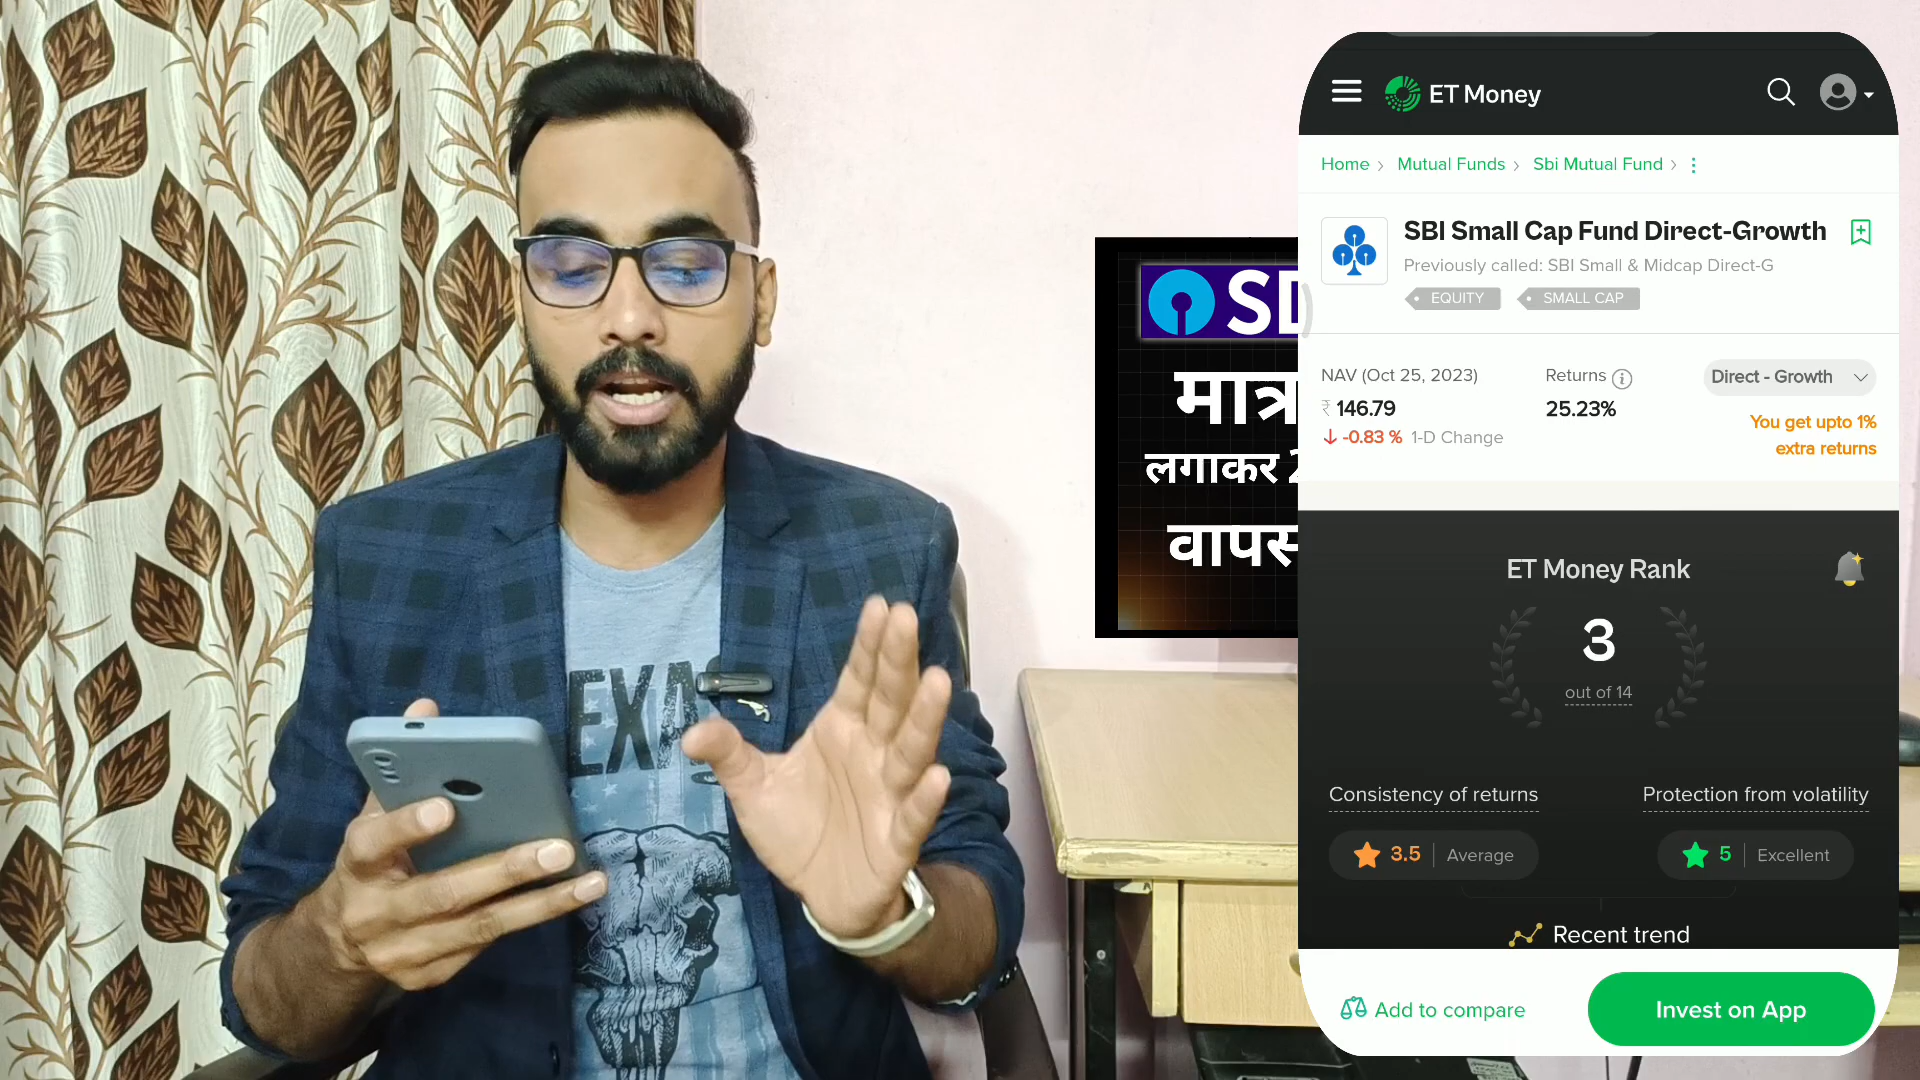 ET Money
Home > Mutual Funds > Sbi Mutual Fund >
SBI Small Cap Fund Direct-Growth
Previously called: SBI Small & Midcap Direct-G
EQUITY SMALL CAP
NAV (Oct 25, 2023)
₹ 146.79
-0.83 % 1-D Change
Returns
25.23%
Direct - Growth
You get upto 1%
extra returns
ET Money Rank
3
out of 14
Consistency of returns
3.5 Average
Protection from volatility
5 Excellent
Recent trend
Add to compare
Invest on App
मात्र
लगाकर
TEXAS